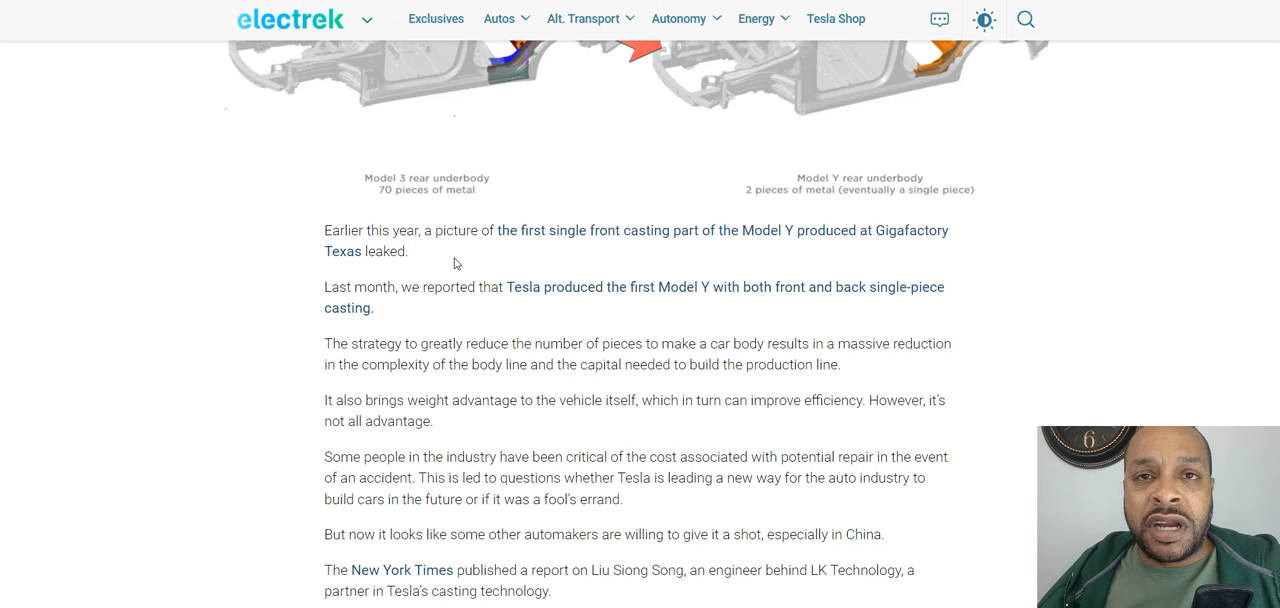 electrek Exclusives Autos Alt. Transport Autonomy Energy Tesla Shop
Model 3 rear underbody
70 pieces of metal
Model Y rear underbody
2 pieces of metal (eventually a single piece)
Earlier this year, a picture of the first single front casting part of the Model Y produced at Gigafactory
Texas leaked.
Last month, we reported that Tesla produced the first Model Y with both front and back single-piece
casting.
The strategy to greatly reduce the number of pieces to make a car body results in a massive reduction
in the complexity of the body line and the capital needed to build the production line.
It also brings weight advantage to the vehicle itself, which in turn can improve efficiency. However, it's
not all advantage.
Some people in the industry have been critical of the cost associated with potential repair in the event
of an accident. This is led to questions whether Tesla is leading a new way for the auto industry to
build cars in the future or if it was a fool's errand.
But now it looks like some other automakers are willing to give it a shot, especially in China.
The New York Times published a report on Liu Siong Song, an engineer behind LK Technology, a
partner in Tesla's casting technology.
6